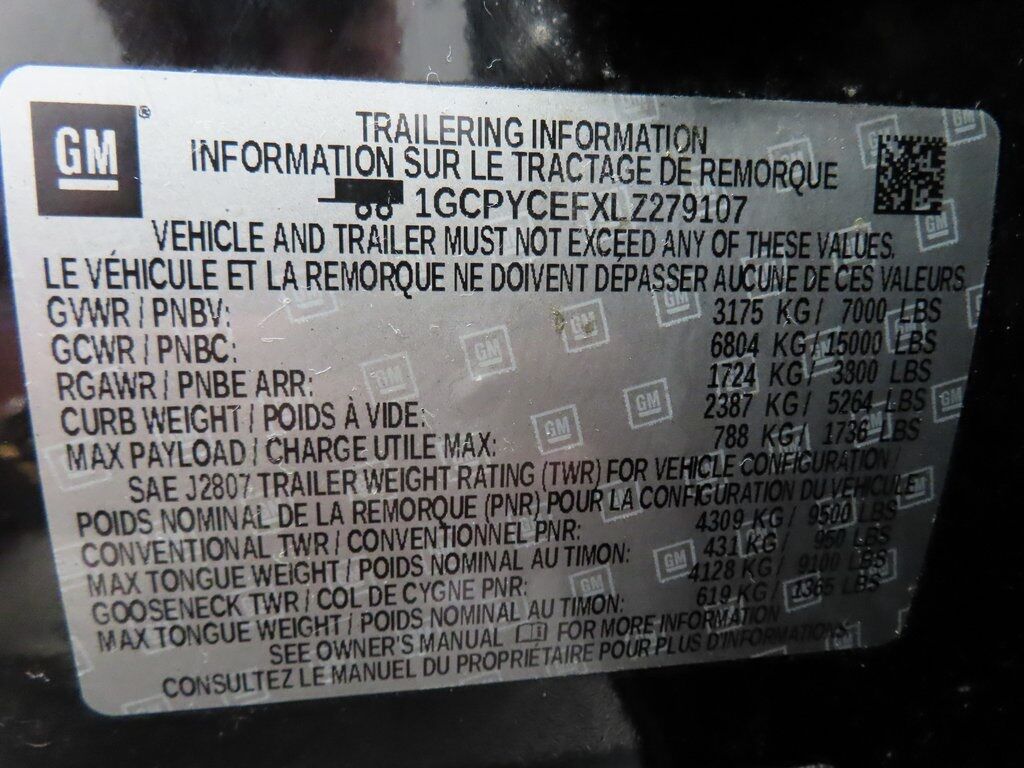 GM ®
TRAILERING INFORMATION
INFORMATION SUR LE TRACTAGE DE REMORQUE
1GCPYCEFXLZ279107
VEHICLE AND TRAILER MUST NOT EXCEED ANY OF THESE VALUES.
LE VÉHICULE ET LA REMORQUE NE DOIVENT DÉPASSER AUCUNE DE CES VALEURS.
GVWR / PNBV: 3175 KG / 7000 LBS
GCWR / PNBC: 6804 KG / 15000 LBS
RGAWR / PNBE ARR: 1724 KG / 3800 LBS
CURB WEIGHT / POIDS À VIDE: 2387 KG / 5264 LBS
MAX PAYLOAD / CHARGE UTILE MAX: 788 KG / 1736 LBS
SAE J2807 TRAILER WEIGHT RATING (TWR) FOR VEHICLE CONFIGURATION /
POIDS NOMINAL DE LA REMORQUE (PNR) POUR LA CONFIGURATION DU VÉHICULE:
CONVENTIONAL TWR / CONVENTIONNEL PNR: 4309 KG / 9500 LBS
MAX TONGUE WEIGHT / POIDS NOMINAL AU TIMON: 431 KG / 950 LBS
GOOSENECK TWR / COL DE CYGNE PNR: 4128 KG / 9100 LBS
MAX TONGUE WEIGHT / POIDS NOMINAL AU TIMON: 619 KG / 1365 LBS
SEE OWNER'S MANUAL FOR MORE INFORMATION
CONSULTEZ LE MANUEL DU PROPRIÉTAIRE POUR PLUS D'INFORMATIONS.